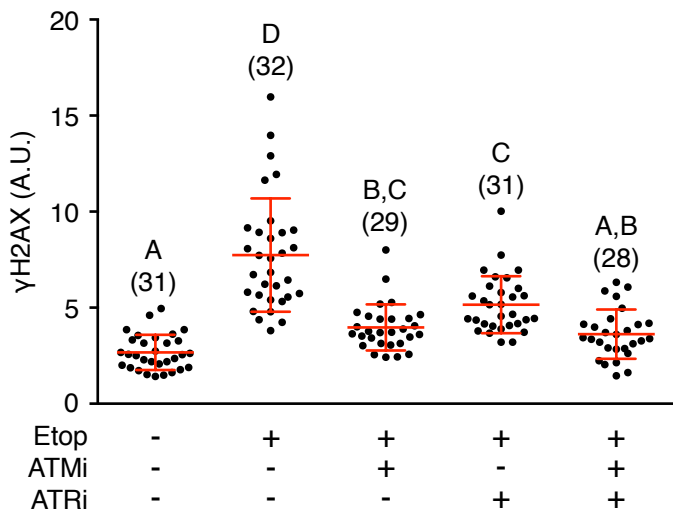 20
D
(32)
15
C
(31)
B,C
(29)
A
(31)
A,B
(28)
10
5
0
γH2AX (A.U.)
Etop - + + + +
ATMi - - + - +
ATRi - - - + +